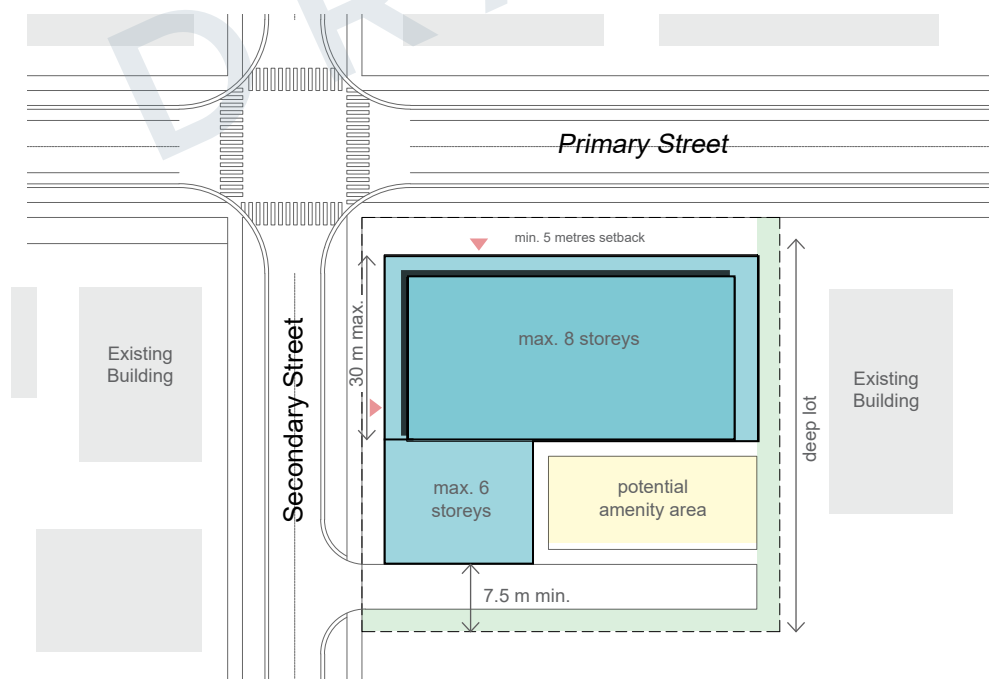 DRA
Primary Street
min. 5 metres setback
30 m max.
max. 8 storeys
Existing
Building
Secondary Street
Existing
Building
deep lot
max. 6
storeys
potential
amenity area
7.5 m min.